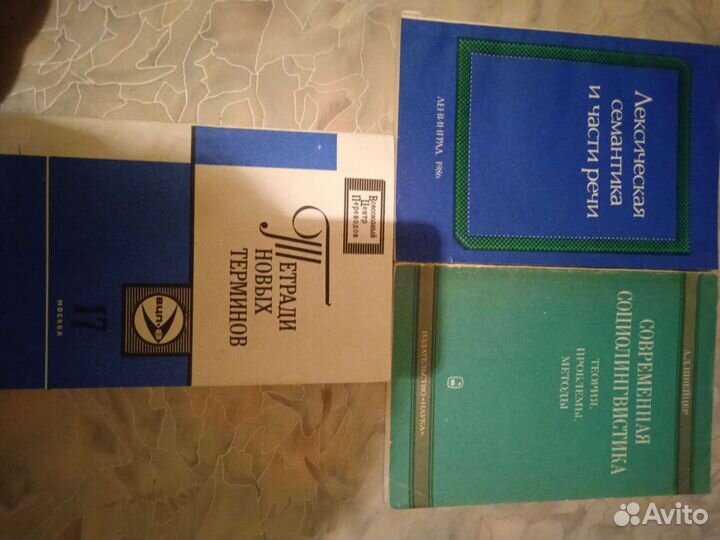 Всесоюзный
Центр
Переводов
ТЕТРАДИ
НОВЫХ
ТЕРМИНОВ
17
ВЦП
МОСКВА
Лексическая
семантика
и части речи
ЛЕНИНГРАД 1986
А.Д.ШВЕЙЦЕР
СОВРЕМЕННАЯ
СОЦИОЛИНГВИСТИКА
ТЕОРИЯ,
ПРОБЛЕМЫ,
МЕТОДЫ
ИЗДАТЕЛЬСТВО «НАУКА»
Avito